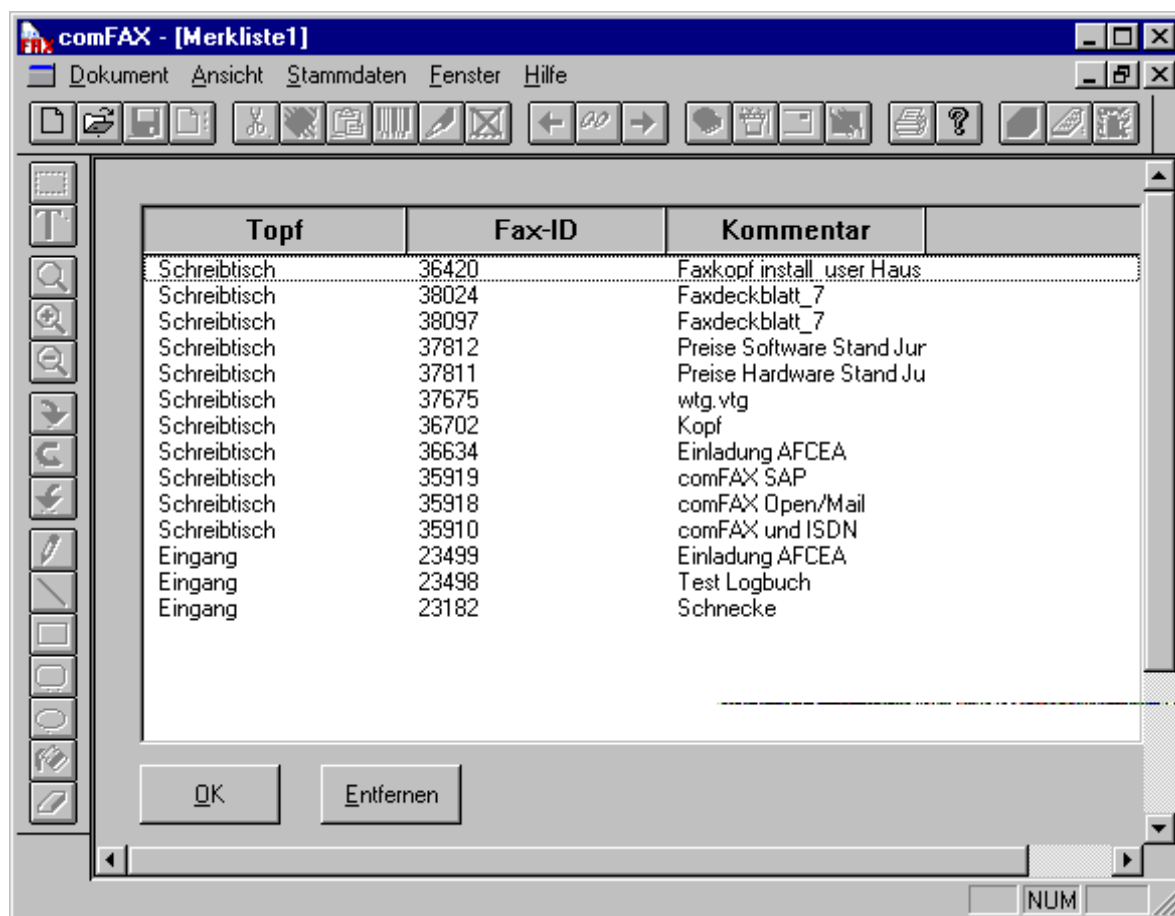 comFAX - [Merkliste1]
Dokument Ansicht Stammdaten Fenster Hilfe
Topf Fax-ID Kommentar
Schreibtisch 36420 Faxkopf install_user Haus
Schreibtisch 38024 Faxdeckblatt_7
Schreibtisch 38097 Faxdeckblatt_7
Schreibtisch 37812 Preise Software Stand Jur
Schreibtisch 37811 Preise Hardware Stand Ju
Schreibtisch 37675 wtg.vtg
Schreibtisch 36702 Kopf
Schreibtisch 36634 Einladung AFCEA
Schreibtisch 35919 comFAX SAP
Schreibtisch 35918 comFAX Open/Mail
Schreibtisch 35910 comFAX und ISDN
Eingang 23499 Einladung AFCEA
Eingang 23498 Test Logbuch
Eingang 23182 Schnecke
OK Entfernen
NUM